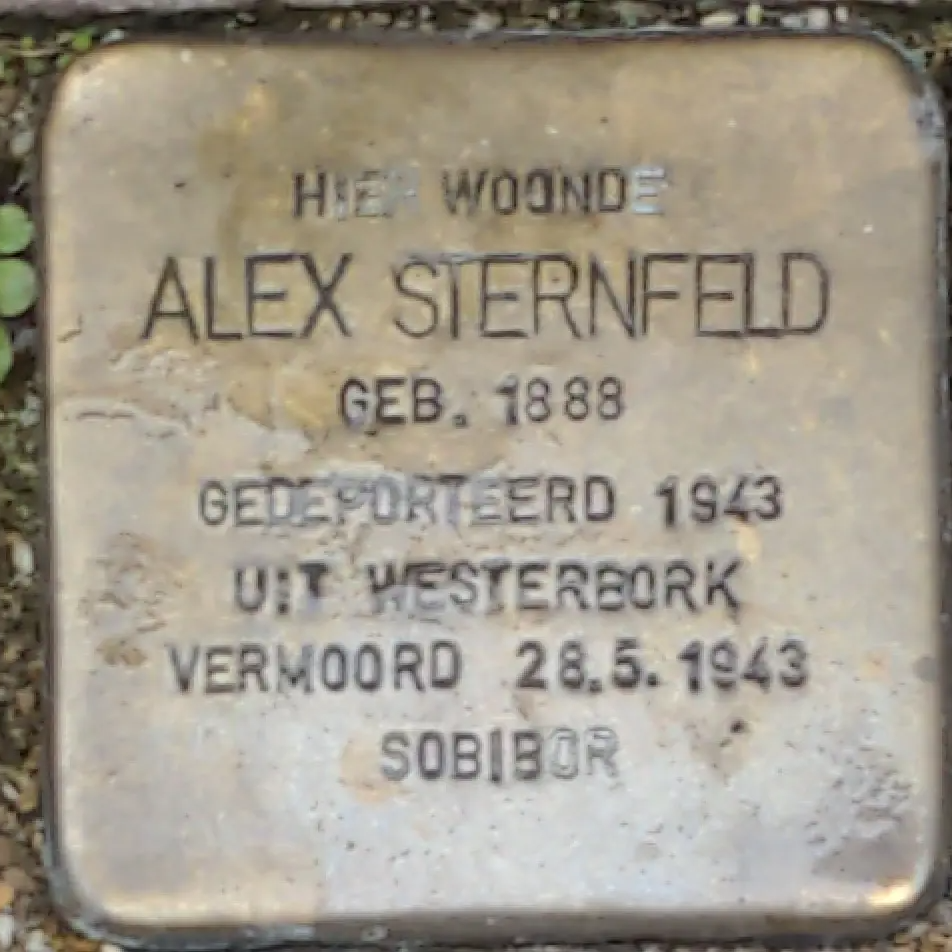 HIER WOONDE
ALEX STERNFELD
GEB. 1888
GEDEPORTEERD 1943
UIT WESTERBORK
VERMOORD 28.5.1943
SOBIBOR